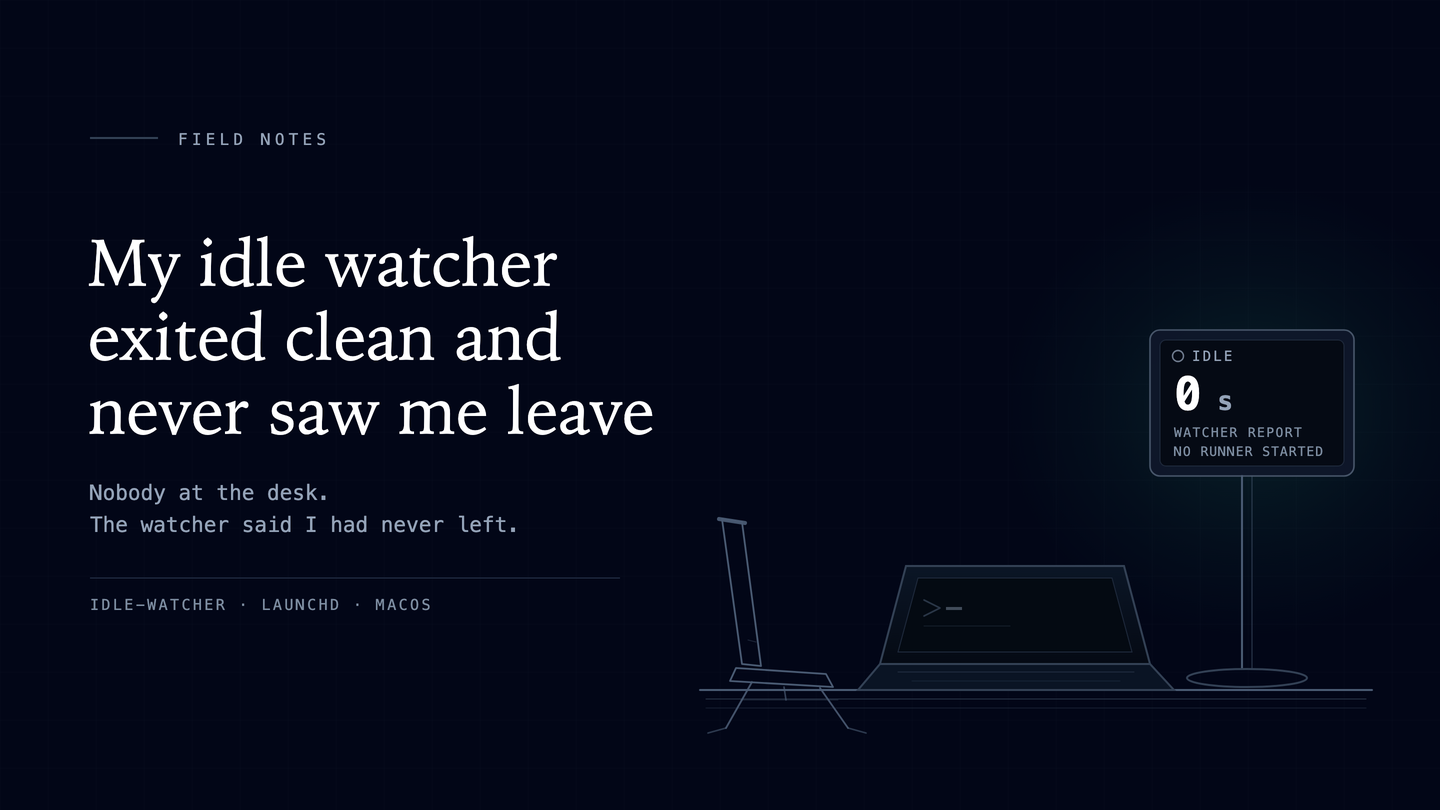 FIELD NOTES
My idle watcher
exited clean and
never saw me leave
Nobody at the desk.
The watcher said I had never left.
IDLE-WATCHER · LAUNCHD · MACOS
IDLE
0 s
WATCHER REPORT
NO RUNNER STARTED
>-